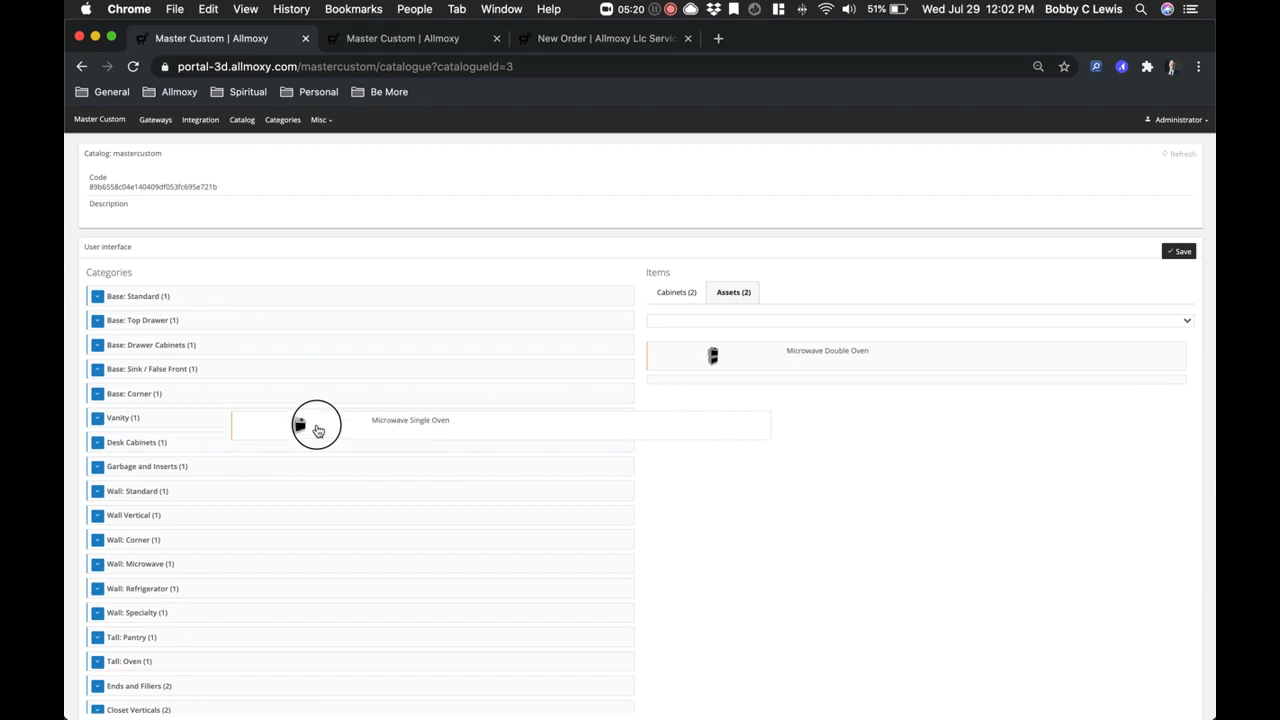 Chrome File Edit View History Bookmarks People Tab Window Help 05:20 51% Wed Jul 29 12:02 PM Bobby C Lewis
Master Custom | Allmoxy Master Custom | Allmoxy New Order | Allmoxy Llc Servic
portal-3d.allmoxy.com/mastercustom/catalogue?catalogueId=3
General Allmoxy Spiritual Personal Be More
Master Custom Gateways Integration Catalog Categories Misc Administrator
Catalog: mastercustom Refresh
Code
89b6558c04e140409df053fc695e721b
Description
User interface Save
Categories Items
Cabinets (2) Assets (2)
Base: Standard (1)
Base: Top Drawer (1)
Base: Drawer Cabinets (1) Microwave Double Oven
Base: Sink / False Front (1)
Base: Corner (1)
Vanity (1) Microwave Single Oven
Desk Cabinets (1)
Garbage and Inserts (1)
Wall: Standard (1)
Wall Vertical (1)
Wall: Corner (1)
Wall: Microwave (1)
Wall: Refrigerator (1)
Wall: Specialty (1)
Tall: Pantry (1)
Tall: Oven (1)
Ends and Fillers (2)
Closet Verticals (2)